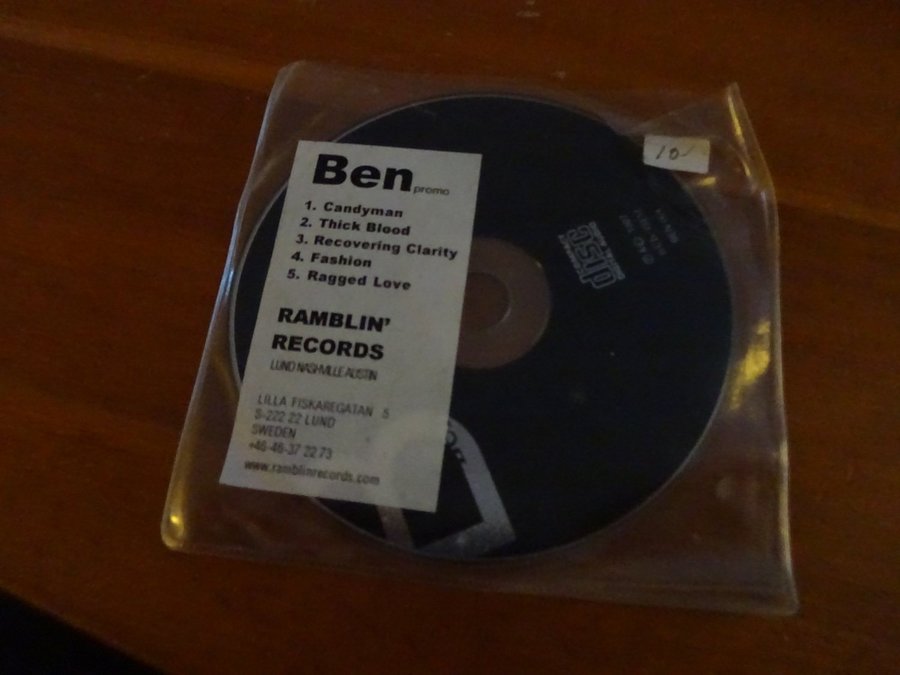 Ben promo
1. Candyman
2. Thick Blood
3. Recovering Clarity
4. Fashion
5. Ragged Love
RAMBLIN'
RECORDS
LUND NASHVILLE AUSTIN
LILLA FISKAREGATAN 5
S-222 22 LUND
SWEDEN
+46-46-37 22 73
www.ramblinrecords.com
10-
disc